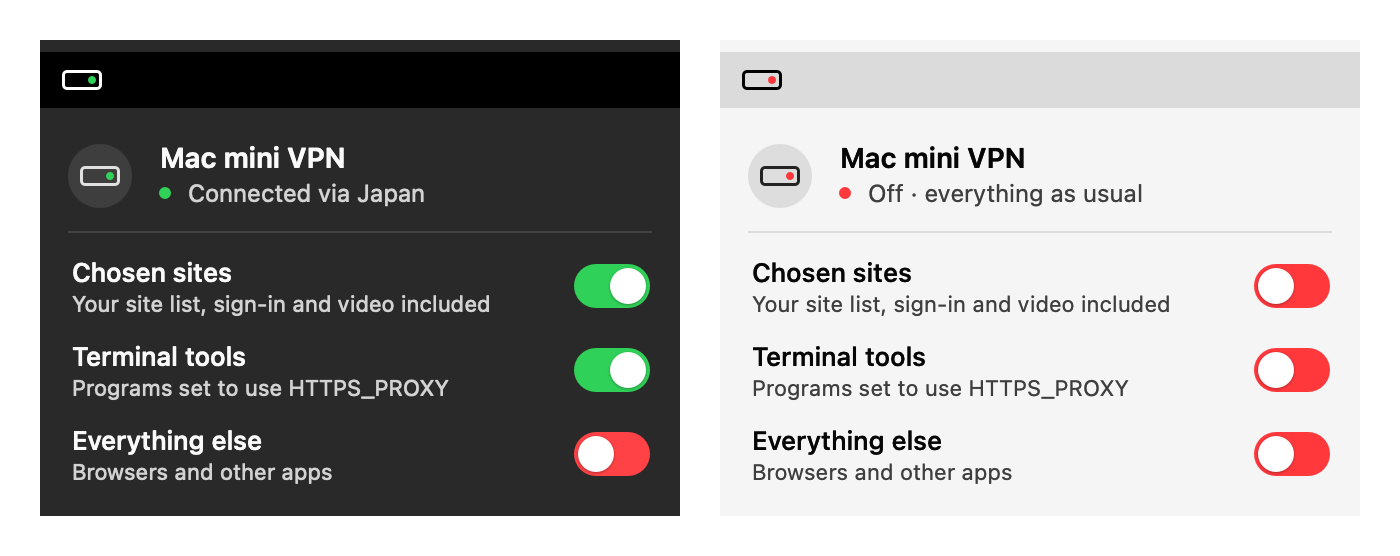 Mac mini VPN
Connected via Japan
Chosen sites
Your site list, sign-in and video included
Terminal tools
Programs set to use HTTPS_PROXY
Everything else
Browsers and other apps
Mac mini VPN
Off · everything as usual
Chosen sites
Your site list, sign-in and video included
Terminal tools
Programs set to use HTTPS_PROXY
Everything else
Browsers and other apps